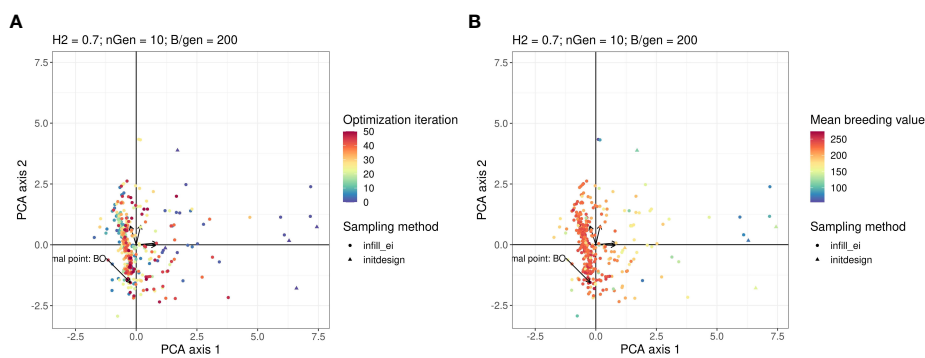 A
H2 = 0.7; nGen = 10; B/gen = 200
7.5
5.0
2.5
0.0
-2.5
PCA axis 2
mal point: BO
-2.5
0.0
2.5
5.0
7.5
PCA axis 1
Optimization iteration
50
40
30
20
10
0
Sampling method
infill_ei
initdesign
B
H2 = 0.7; nGen = 10; B/gen = 200
7.5
5.0
2.5
0.0
-2.5
PCA axis 2
mal point: BO
-2.5
0.0
2.5
5.0
7.5
PCA axis 1
Mean breeding value
250
200
150
100
Sampling method
infill_ei
initdesign